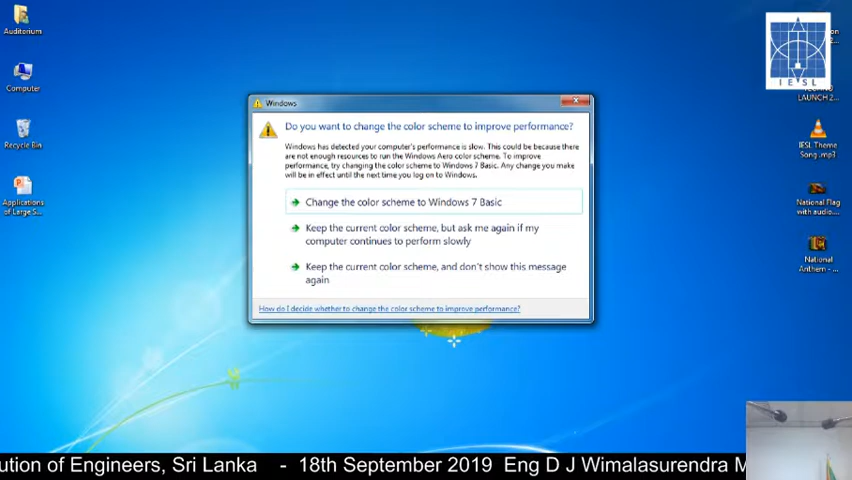 Auditorium
Computer
Recycle Bin
Applications
of Large S...
IESL
LAUNCH 2...
IESL Theme
Song .mp3
National Flag
with audio....
National
Anthem - ...
Windows
Do you want to change the color scheme to improve performance?
Windows has detected your computer's performance is slow. This could be because
there are not enough resources to run the Windows Aero color scheme. To improve
performance, try changing the color scheme to Windows 7 Basic. Any change you make
will be in effect until the next time you log on to Windows.
Change the color scheme to Windows 7 Basic
Keep the current color scheme, but ask me again if my
computer continues to perform slowly
Keep the current color scheme, and don't show this message
again
How do I decide whether to change the color scheme to improve performance?
ution of Engineers, Sri Lanka - 18th September 2019 Eng D J Wimalasurendra M